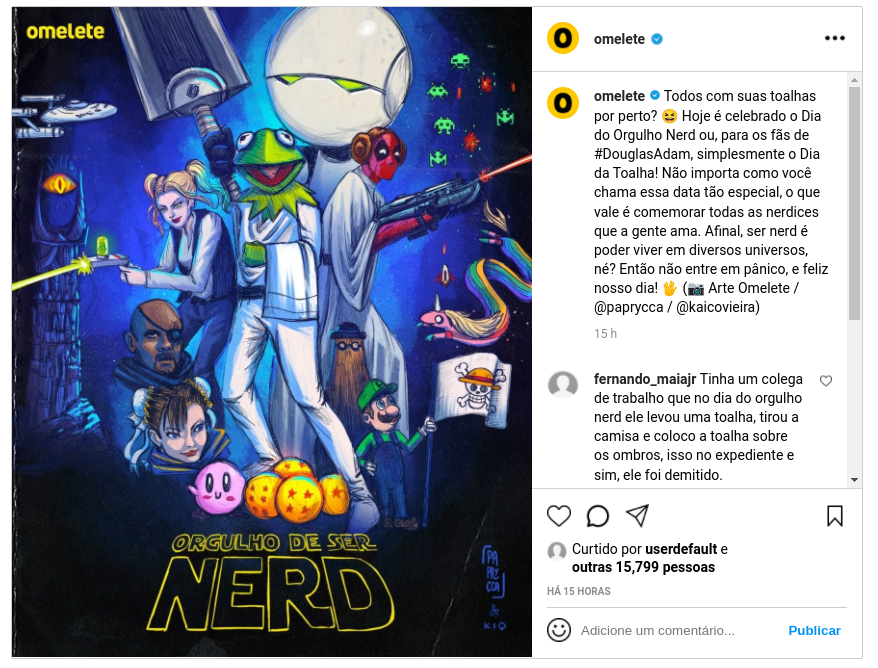 omelete
ORGULHO DE SER
NERD
PA
PRY
CCA
&
KIQ
omelete
omelete Todos com suas toalhas
por perto? 😆 Hoje é celebrado o Dia
do Orgulho Nerd ou, para os fãs de
#DouglasAdam, simplesmente o Dia
da Toalha! Não importa como você
chama essa data tão especial, o que
vale é comemorar todas as nerdices
que a gente ama. Afinal, ser nerd é
poder viver em diversos universos,
né? Então não entre em pânico, e feliz
nosso dia! 🖖 (📷 Arte Omelete /
@paprycca / @kaicovieira)
15 h
fernando_maiajr Tinha um colega
de trabalho que no dia do orgulho
nerd ele levou uma toalha, tirou a
camisa e coloco a toalha sobre
os ombros, isso no expediente e
sim, ele foi demitido.
Curtido por userdefault e
outras 15,799 pessoas
HÁ 15 HORAS
Adicione um comentário... Publicar